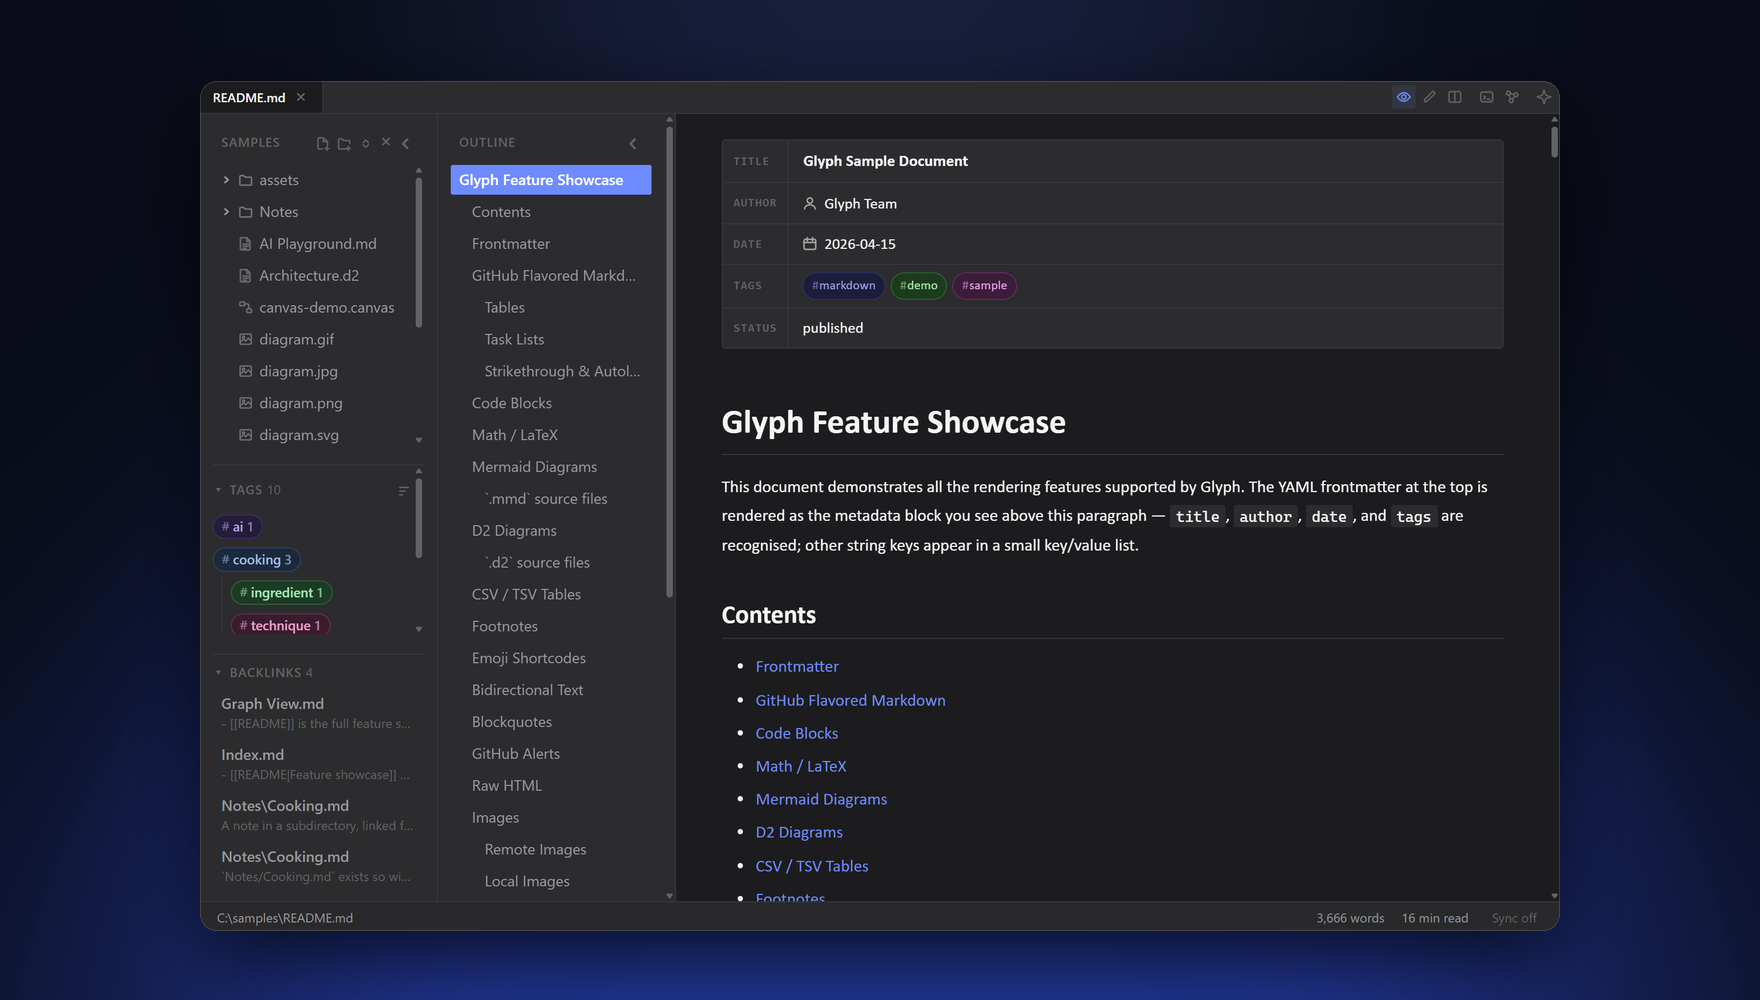 README.md
SAMPLES
assets
Notes
AI Playground.md
Architecture.d2
canvas-demo.canvas
diagram.gif
diagram.jpg
diagram.png
diagram.svg
TAGS 10
# ai 1
# cooking 3
# ingredient 1
# technique 1
BACKLINKS 4
Graph View.md
- [[README]] is the full feature s...
Index.md
- [[README|Feature showcase]] ...
Notes\Cooking.md
A note in a subdirectory, linked f...
Notes\Cooking.md
`Notes/Cooking.md` exists so wi...
OUTLINE
Glyph Feature Showcase
Contents
Frontmatter
GitHub Flavored Markd...
Tables
Task Lists
Strikethrough & Autol...
Code Blocks
Math / LaTeX
Mermaid Diagrams
`.mmd` source files
D2 Diagrams
`.d2` source files
CSV / TSV Tables
Footnotes
Emoji Shortcodes
Bidirectional Text
Blockquotes
GitHub Alerts
Raw HTML
Images
Remote Images
Local Images
TITLE Glyph Sample Document
AUTHOR Glyph Team
DATE 2026-04-15
TAGS #markdown #demo #sample
STATUS published
Glyph Feature Showcase
This document demonstrates all the rendering features supported by Glyph. The YAML frontmatter at the top is
rendered as the metadata block you see above this paragraph — title, author, date, and tags are
recognised; other string keys appear in a small key/value list.
Contents
• Frontmatter
• GitHub Flavored Markdown
• Code Blocks
• Math / LaTeX
• Mermaid Diagrams
• D2 Diagrams
• CSV / TSV Tables
• Footnotes
C:\samples\README.md
3,666 words 16 min read Sync off